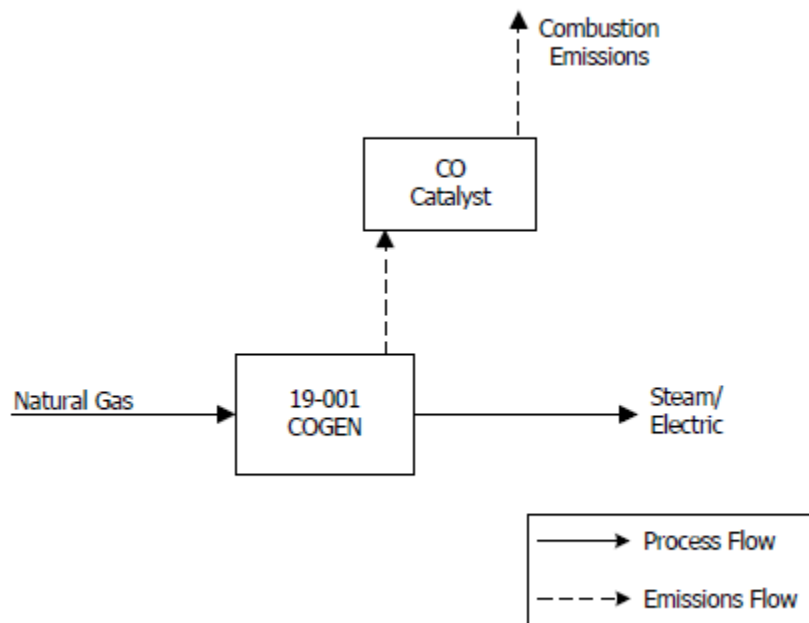 Combustion
Emissions
CO
Catalyst
Natural Gas
19-001
COGEN
Steam/
Electric
Process Flow
Emissions Flow